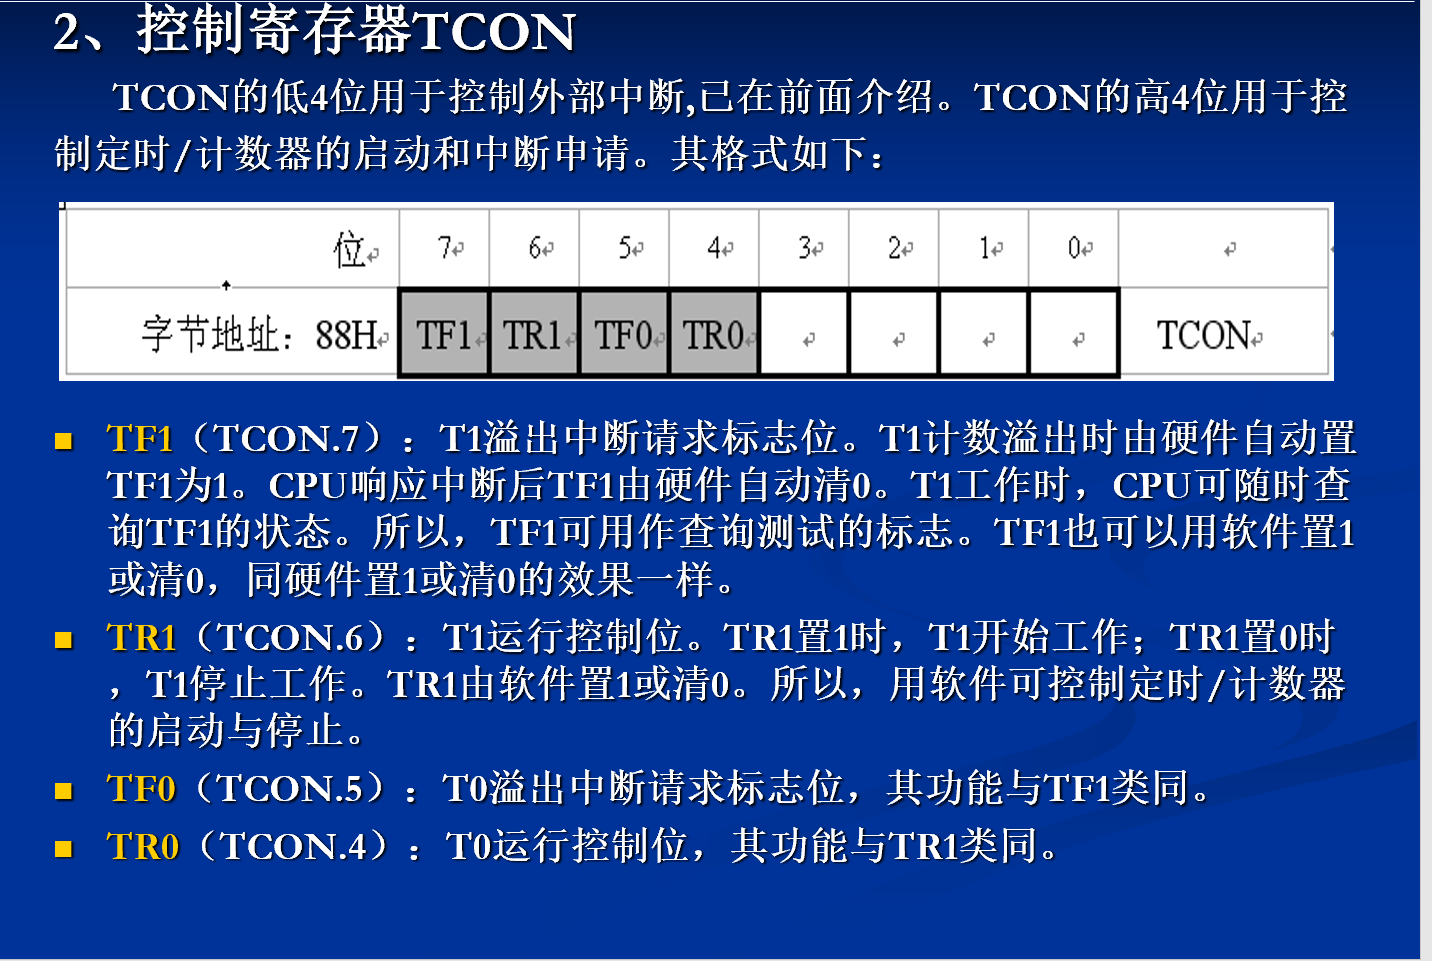 2、控制寄存器TCON
TCON的低4位用于控制外部中断,已在前面介绍。TCON的高4位用于控
制定时/计数器的启动和中断申请。其格式如下：
位 7 6 5 4 3 2 1 0
字节地址：88H TF1 TR1 TF0 TR0 TCON
TF1（TCON.7）：T1溢出中断请求标志位。T1计数溢出时由硬件自动置
TF1为1。CPU响应中断后TF1由硬件自动清0。T1工作时，CPU可随时查
询TF1的状态。所以，TF1可用作查询测试的标志。TF1也可以用软件置1
或清0，同硬件置1或清0的效果一样。
TR1（TCON.6）：T1运行控制位。TR1置1时，T1开始工作；TR1置0时
，T1停止工作。TR1由软件置1或清0。所以，用软件可控制定时/计数器
的启动与停止。
TF0（TCON.5）：T0溢出中断请求标志位，其功能与TF1类同。
TR0（TCON.4）：T0运行控制位，其功能与TR1类同。